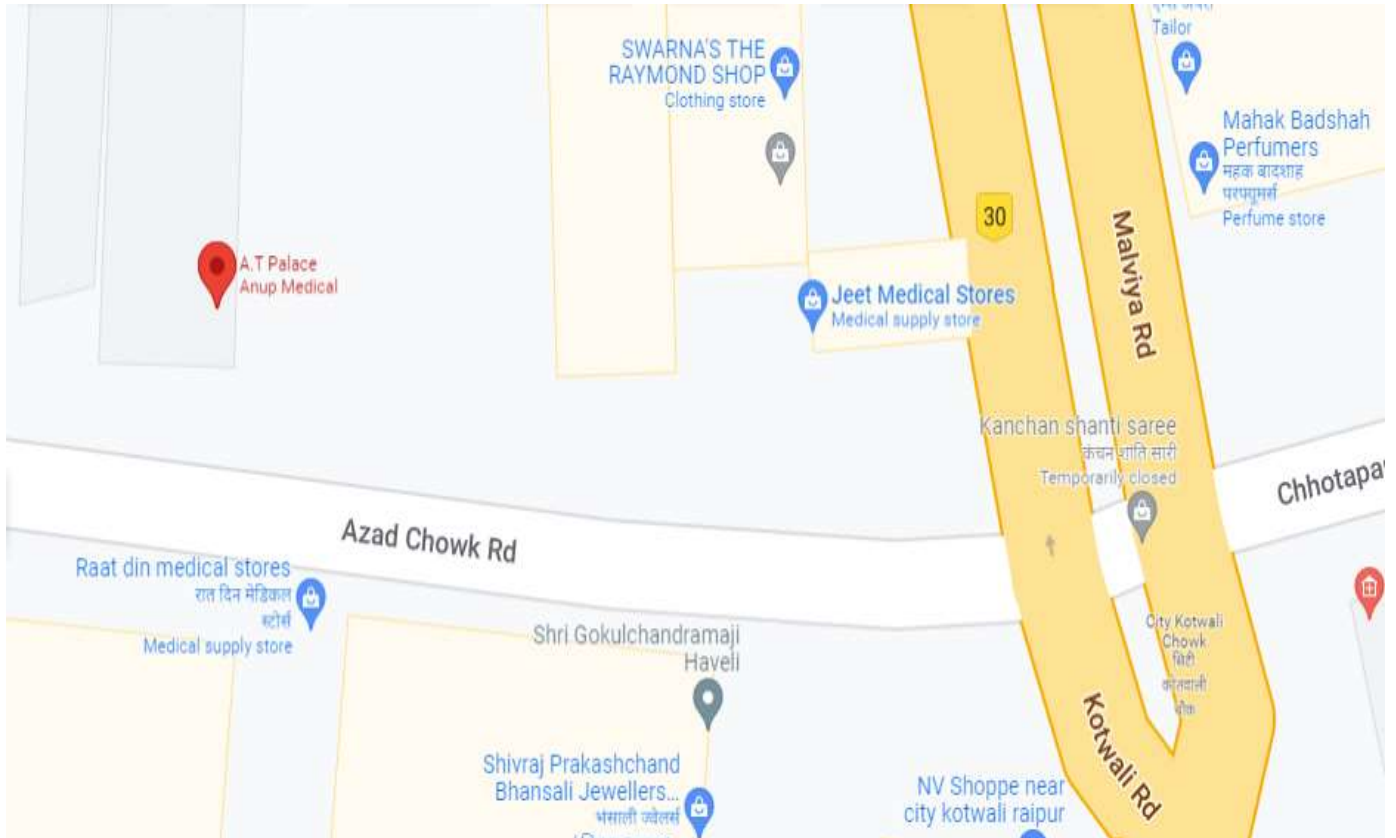 Tailor
SWARNA'S THE
RAYMOND SHOP
Clothing store
Mahak Badshah
Perfumers
महक बादशाह
परफ्यूमर्स
Perfume store
30
Malviya Rd
A.T Palace
Anup Medical
Jeet Medical Stores
Medical supply store
Kanchan shanti saree
कंचन शांति सारी
Temporarily closed
Chhotapa
Azad Chowk Rd
Raat din medical stores
रात दिन मेडिकल
स्टोर्स
Medical supply store
Shri Gokulchandramaji
Haveli
City Kotwali
Chowk
सिटी
कोतवाली
चौक
Kotwali Rd
Shivraj Prakashchand
Bhansali Jewellers...
भंसाली ज्वेलर्स
NV Shoppe near
city kotwali raipur